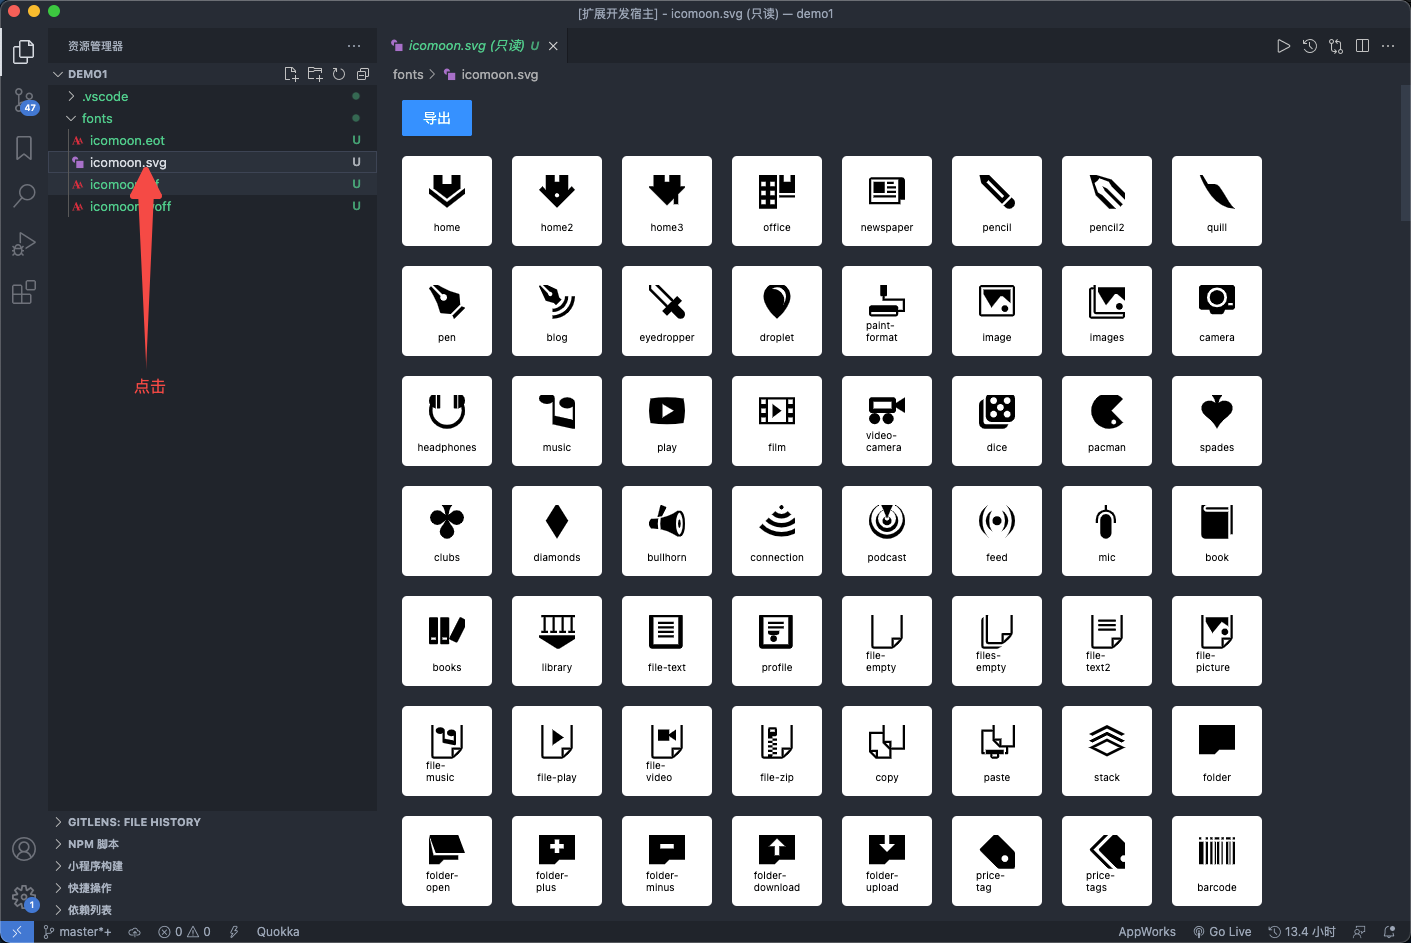 [扩展开发宿主] - icomoon.svg (只读) — demo1
资源管理器
icomoon.svg (只读) U
DEMO1
fonts
icomoon.svg
.vscode
fonts
icomoon.eot U
icomoon.svg U
icomoon U
icomoon off U
点击
导出
home
home2
home3
office
newspaper
pencil
pencil2
quill
pen
blog
eyedropper
droplet
paint-
format
image
images
camera
headphones
music
play
film
video-
camera
dice
pacman
spades
clubs
diamonds
bullhorn
connection
podcast
feed
mic
book
books
library
file-text
profile
file-
empty
files-
empty
file-
text2
file-
picture
file-
music
file-play
file-
video
file-zip
copy
paste
stack
folder
folder-
open
folder-
plus
folder-
minus
folder-
download
folder-
upload
price-
tag
price-
tags
barcode
47
GITLENS: FILE HISTORY
NPM 脚本
小程序构建
快捷操作
依赖列表
1
master*+
0
0
Quokka
AppWorks
Go Live
13.4 小时